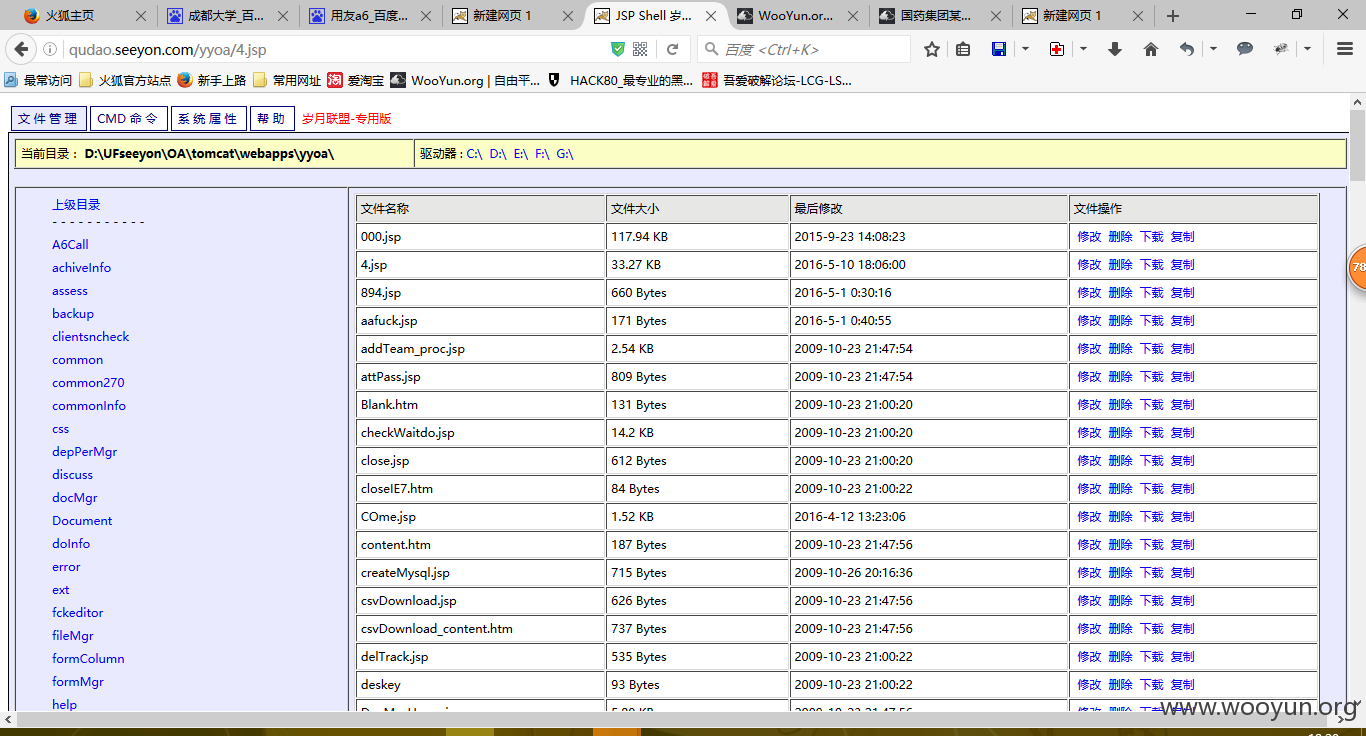 火狐主页 成都大学_百... 用友a6_百度... 新建网页 1 JSP Shell 岁... WooYun.or... 国药集团某... 新建网页 1
qudao.seeyon.com/yyoa/4.jsp 百度 <Ctrl+K>
最常访问 火狐官方站点 新手上路 常用网址 淘 爱淘宝 WooYun.org | 自由平... HACK80_最专业的黑... 吾爱破解论坛-LCG-LS...
文件管理 CMD 命令 系统属性 帮助 岁月联盟-专用版
当前目录： D:\UFseeyon\OA\tomcat\webapps\yyoa\ 驱动器 : C:\ D:\ E:\ F:\ G:\
上级目录
- - - - - - - - - - -
A6Call
achiveInfo
assess
backup
clientsncheck
common
common270
commonInfo
css
depPerMgr
discuss
docMgr
Document
doInfo
error
ext
fckeditor
fileMgr
formColumn
formMgr
help
文件名称 文件大小 最后修改 文件操作
000.jsp 117.94 KB 2015-9-23 14:08:23 修改 删除 下载 复制
4.jsp 33.27 KB 2016-5-10 18:06:00 修改 删除 下载 复制
894.jsp 660 Bytes 2016-5-1 0:30:16 修改 删除 下载 复制
aafuck.jsp 171 Bytes 2016-5-1 0:40:55 修改 删除 下载 复制
addTeam_proc.jsp 2.54 KB 2009-10-23 21:47:54 修改 删除 下载 复制
attPass.jsp 809 Bytes 2009-10-23 21:47:54 修改 删除 下载 复制
Blank.htm 131 Bytes 2009-10-23 21:00:20 修改 删除 下载 复制
checkWaitdo.jsp 14.2 KB 2009-10-23 21:00:20 修改 删除 下载 复制
close.jsp 612 Bytes 2009-10-23 21:00:20 修改 删除 下载 复制
closeIE7.htm 84 Bytes 2009-10-23 21:00:22 修改 删除 下载 复制
COme.jsp 1.52 KB 2016-4-12 13:23:06 修改 删除 下载 复制
content.htm 187 Bytes 2009-10-23 21:47:56 修改 删除 下载 复制
createMysql.jsp 715 Bytes 2009-10-26 20:16:36 修改 删除 下载 复制
csvDownload.jsp 626 Bytes 2009-10-23 21:47:56 修改 删除 下载 复制
csvDownload_content.htm 737 Bytes 2009-10-23 21:47:56 修改 删除 下载 复制
delTrack.jsp 535 Bytes 2009-10-23 21:00:22 修改 删除 下载 复制
deskey 93 Bytes 2009-10-23 21:00:22 修改 删除 下载 复制
78
www.wooyun.org